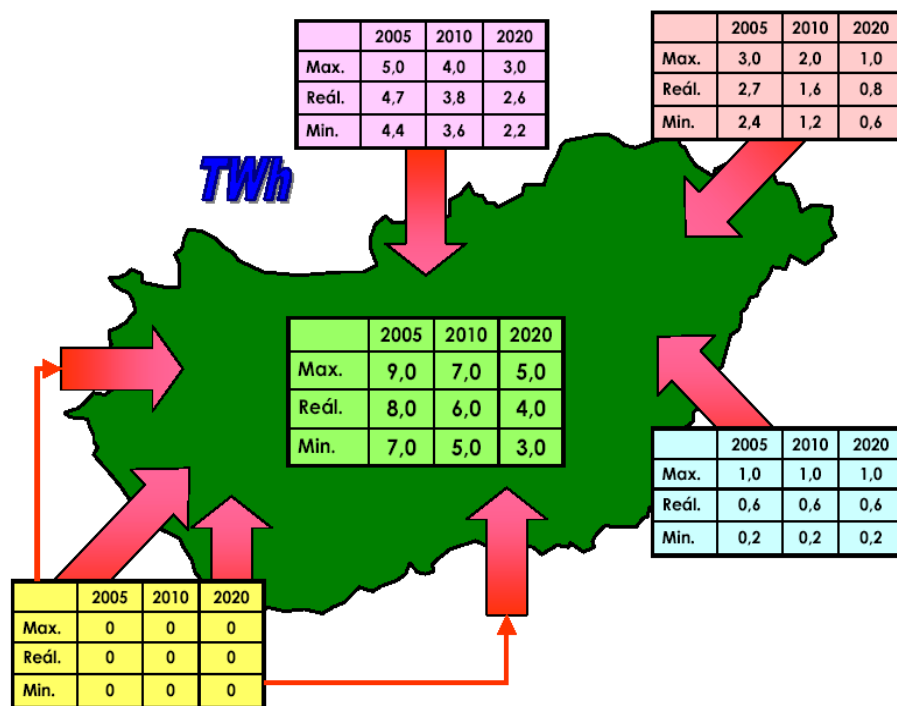 2005 2010 2020
Max. 5,0 4,0 3,0
Reál. 4,7 3,8 2,6
Min. 4,4 3,6 2,2
2005 2010 2020
Max. 3,0 2,0 1,0
Reál. 2,7 1,6 0,8
Min. 2,4 1,2 0,6
TWh
2005 2010 2020
Max. 9,0 7,0 5,0
Reál. 8,0 6,0 4,0
Min. 7,0 5,0 3,0
2005 2010 2020
Max. 1,0 1,0 1,0
Reál. 0,6 0,6 0,6
Min. 0,2 0,2 0,2
2005 2010 2020
Max. 0 0 0
Reál. 0 0 0
Min. 0 0 0